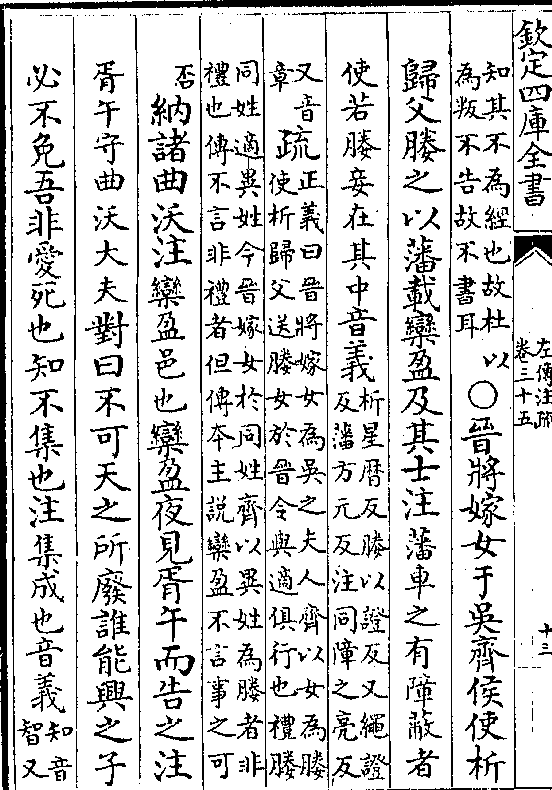 欽定四庫全書
左傳注疏
卷三十五
十三
知其不為經也故杜以
為叛不告故不書耳
○晉將嫁女于吳齊侯使析
歸父媵之以藩載欒盈及其士注藩車之有障蔽者
使若媵妾在其中音義
析星厯反媵以證反又繩證
反藩方元反注同障之亮反
又音
章
疏
正義曰晉將嫁女為吳之夫人齊以女為媵
使析歸父送媵女於晉令與適俱行也禮媵
同姓適異姓今晉嫁女於同姓齊以異姓為媵者非
禮也傳不言非禮者但傳夲主說欒盈不言事之可
否
納諸曲沃注欒盈邑也欒盈夜見胥午而告之注
胥午守曲沃大夫對曰不可天之所廢誰能興之子
必不免吾非愛死也知不集也注集成也音義
知音
智又